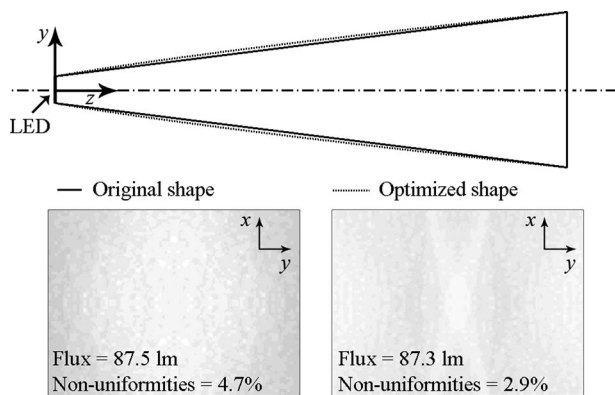 y
z
LED
Original shape
Optimized shape
x
y
Flux = 87.5 lm
Non-uniformities = 4.7%
x
y
Flux = 87.3 lm
Non-uniformities = 2.9%